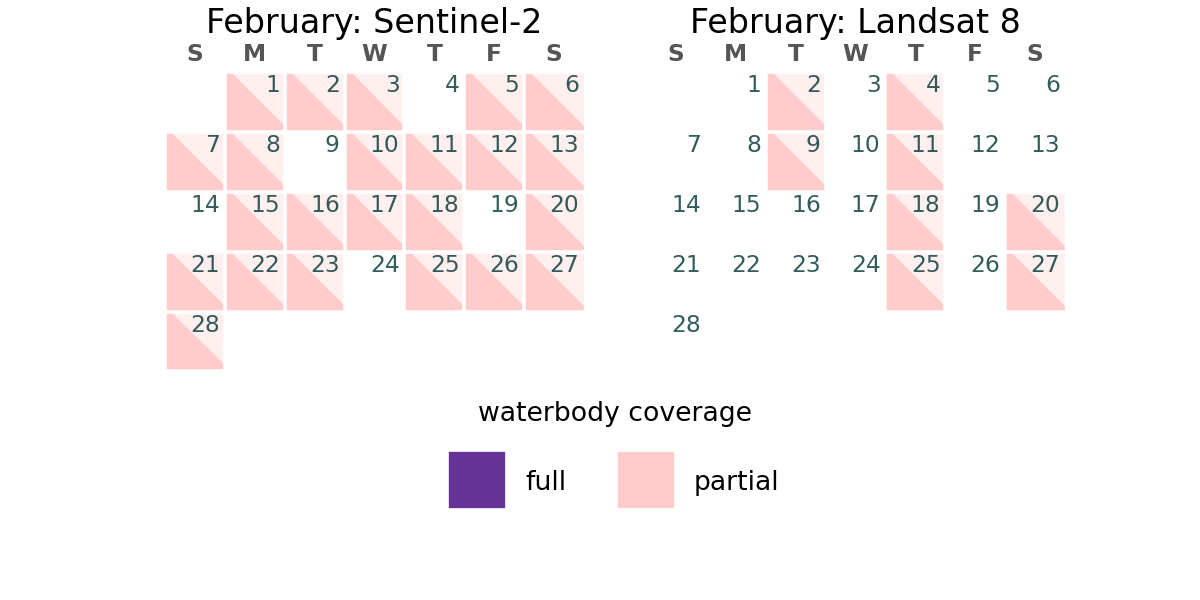 February: Sentinel-2
S M T W T F S
1 2 3 4 5 6
7 8 9 10 11 12 13
14 15 16 17 18 19 20
21 22 23 24 25 26 27
28
February: Landsat 8
S M T W T F S
1 2 3 4 5 6
7 8 9 10 11 12 13
14 15 16 17 18 19 20
21 22 23 24 25 26 27
28
waterbody coverage
full partial